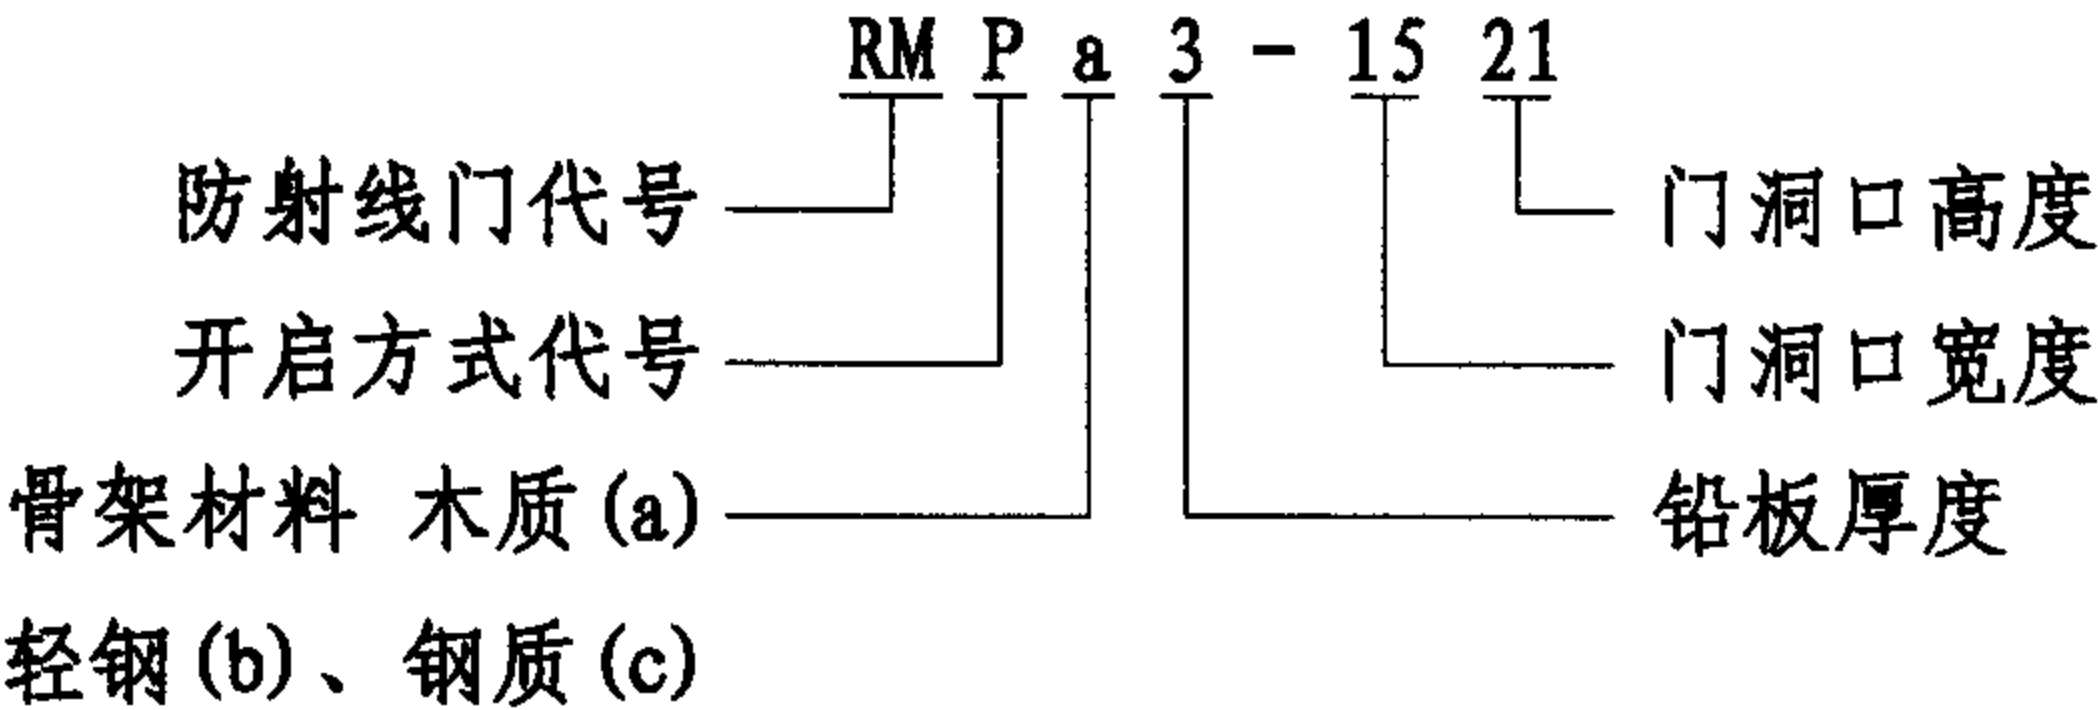 RM P a 3 - 15 21
防射线门代号 门洞口高度
开启方式代号 门洞口宽度
骨架材料 木质(a) 铅板厚度
轻钢(b)、钢质(c)